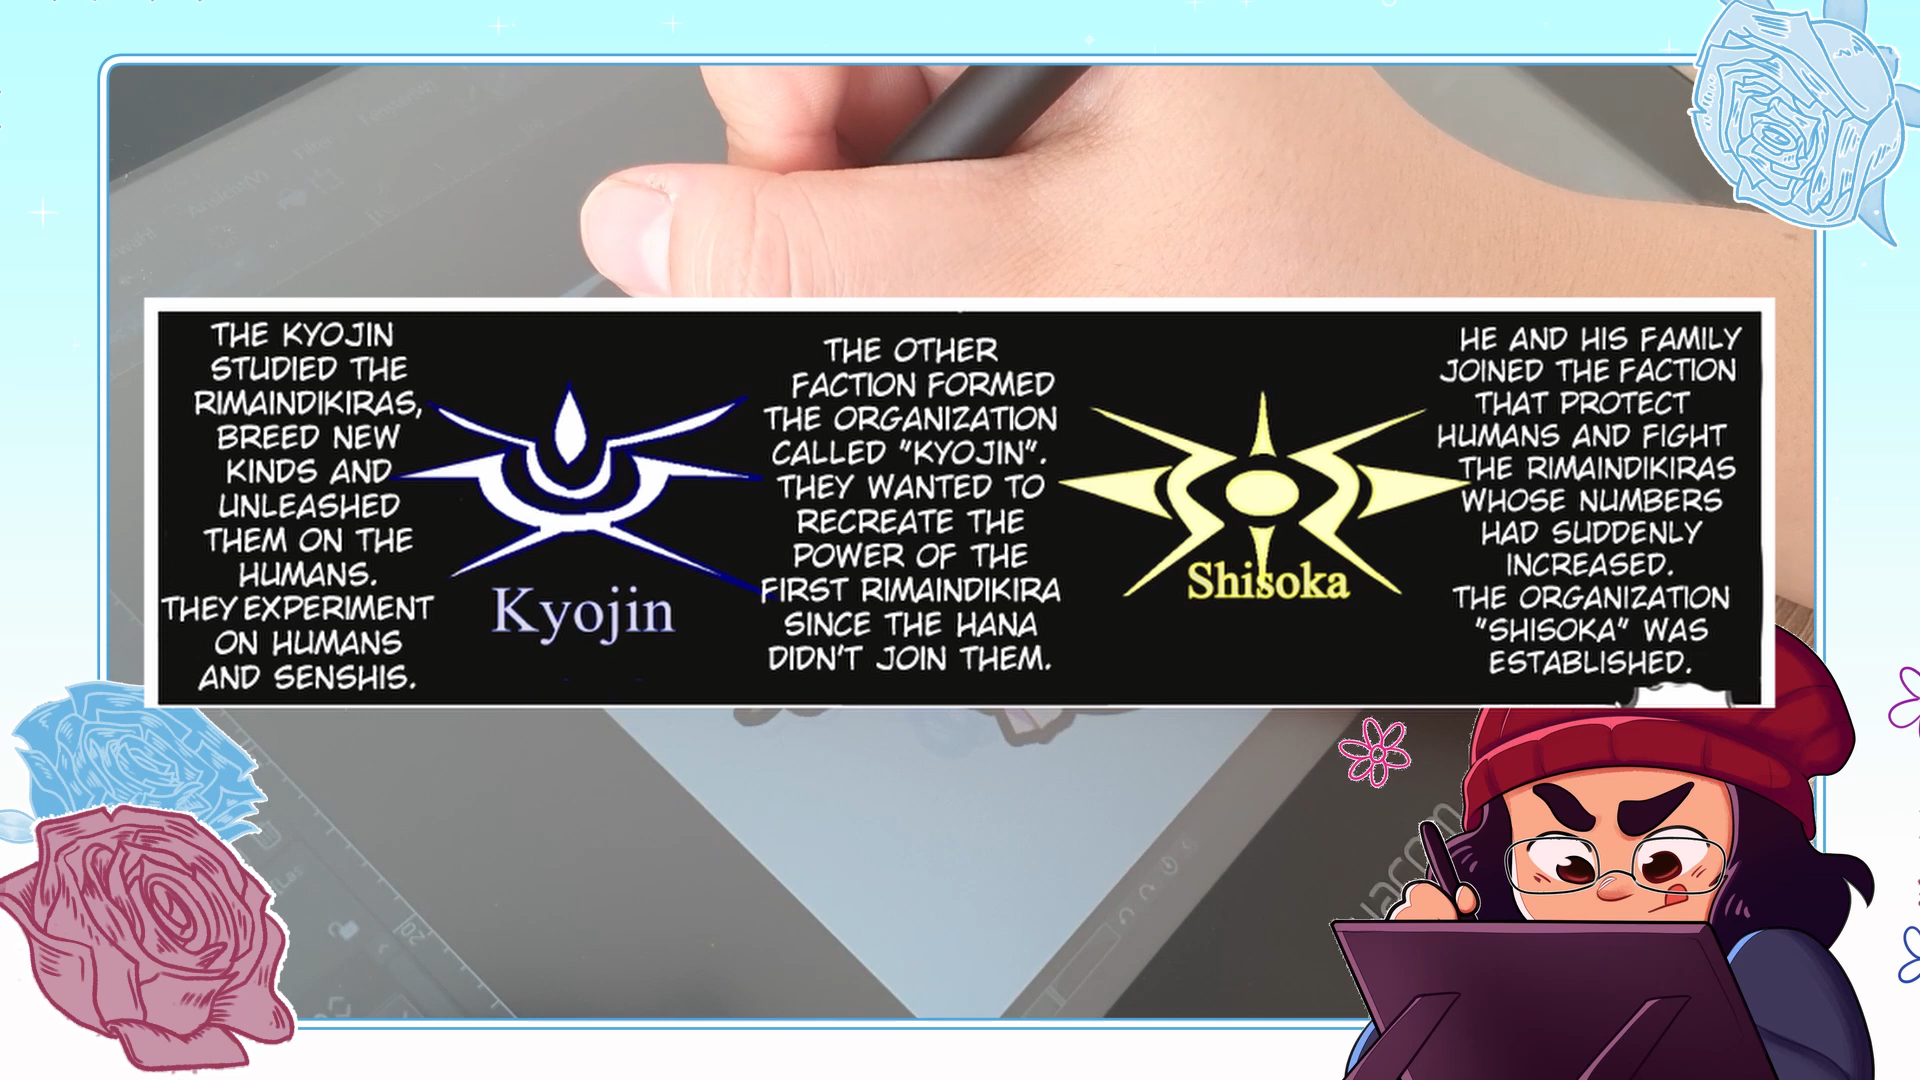 THE KYOJIN
STUDIED THE
RIMAINDIKIRAS,
BREED NEW
KINDS AND
UNLEASHED
THEM ON THE
HUMANS.
THEY EXPERIMENT
ON HUMANS
AND SENSHIS.
Kyojin
THE OTHER
FACTION FORMED
THE ORGANIZATION
CALLED "KYOJIN".
THEY WANTED TO
RECREATE THE
POWER OF THE
FIRST RIMAINDIKIRA
SINCE THE HANA
DIDN'T JOIN THEM.
Shisoka
HE AND HIS FAMILY
JOINED THE FACTION
THAT PROTECT
HUMANS AND FIGHT
THE RIMAINDIKIRAS
WHOSE NUMBERS
HAD SUDDENLY
INCREASED.
THE ORGANIZATION
"SHISOKA" WAS
ESTABLISHED.